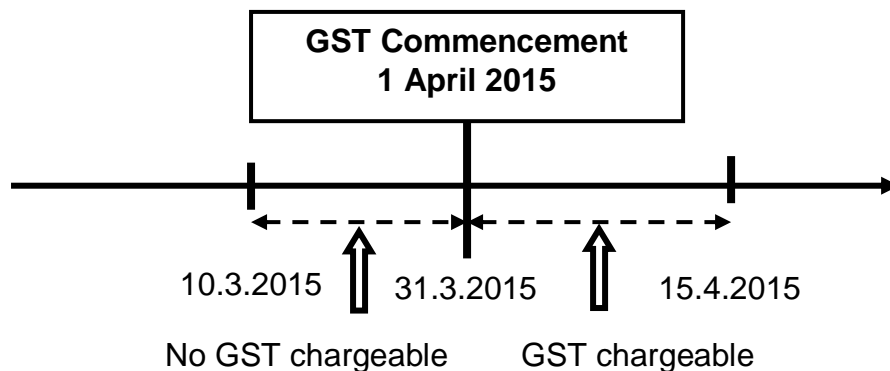 GST Commencement
1 April 2015
10.3.2015 31.3.2015 15.4.2015
No GST chargeable GST chargeable